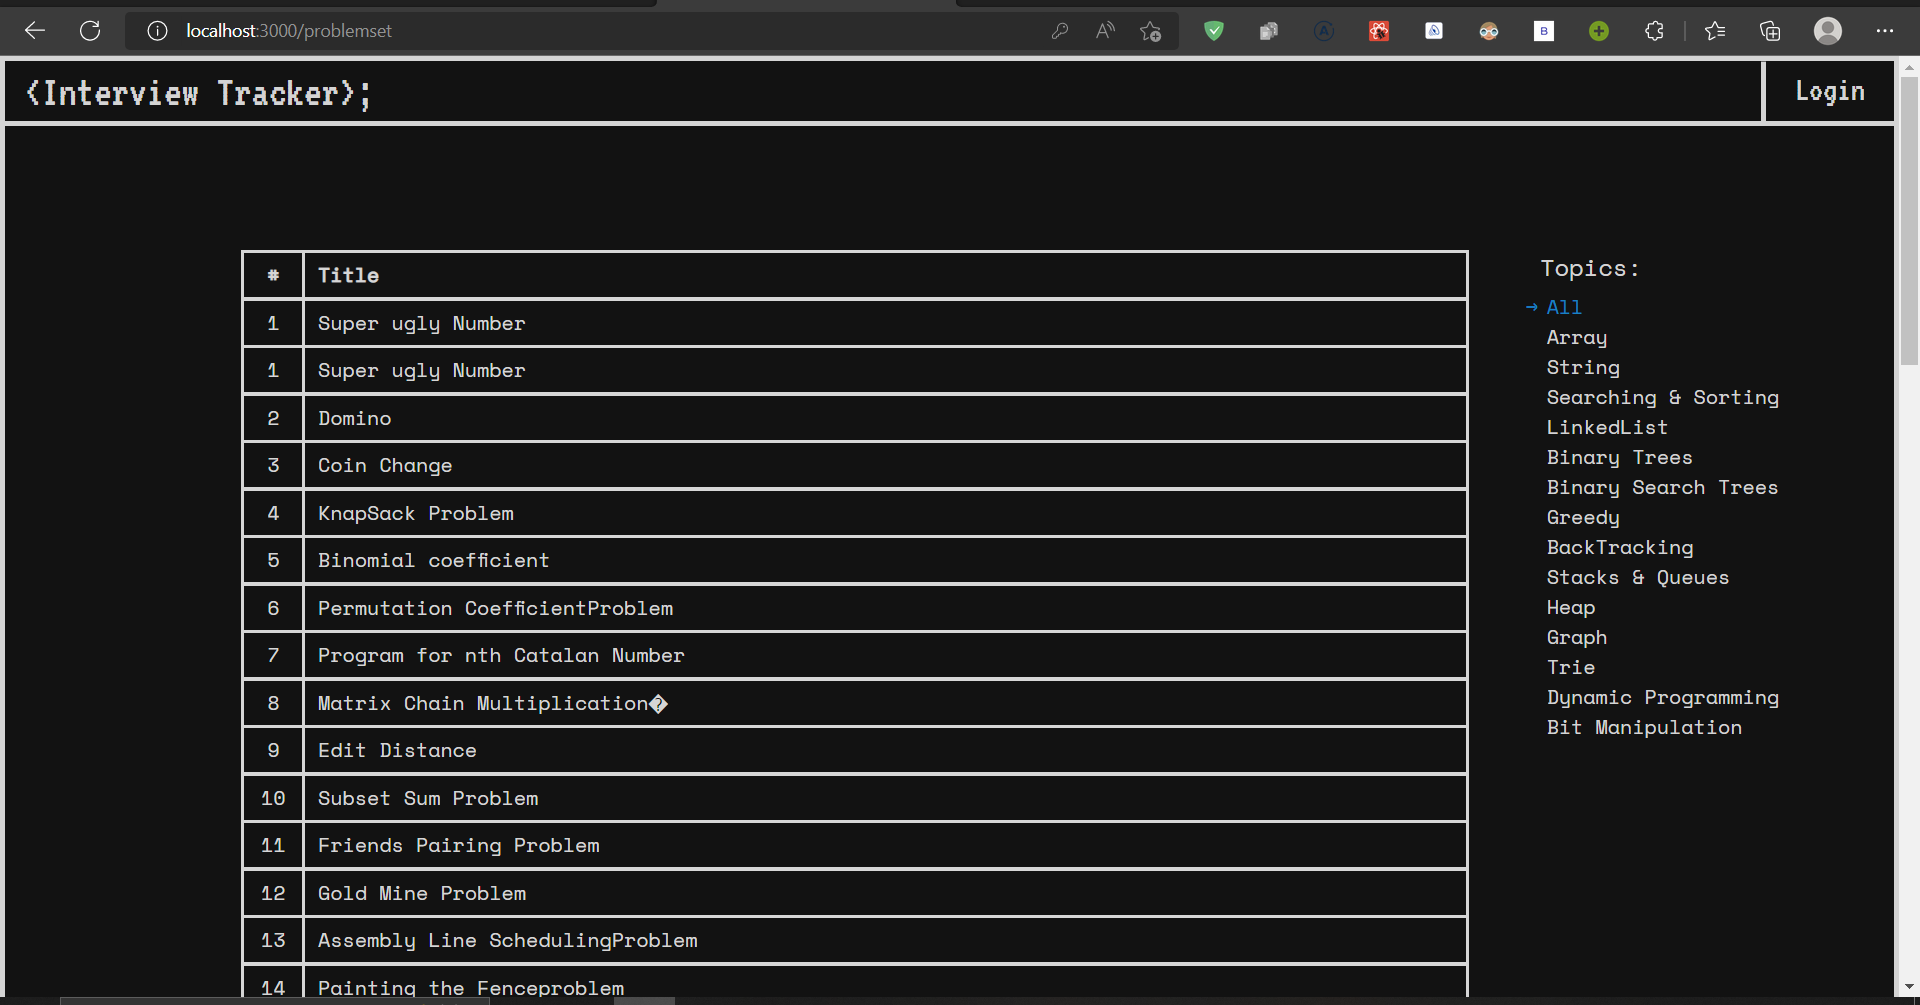 localhost:3000/problemset
<Interview Tracker>;
Login
# Title
1 Super ugly Number
1 Super ugly Number
2 Domino
3 Coin Change
4 KnapSack Problem
5 Binomial coefficient
6 Permutation CoefficientProblem
7 Program for nth Catalan Number
8 Matrix Chain Multiplication�
9 Edit Distance
10 Subset Sum Problem
11 Friends Pairing Problem
12 Gold Mine Problem
13 Assembly Line SchedulingProblem
14 Painting the Fenceproblem
Topics:
→ All
Array
String
Searching & Sorting
LinkedList
Binary Trees
Binary Search Trees
Greedy
BackTracking
Stacks & Queues
Heap
Graph
Trie
Dynamic Programming
Bit Manipulation